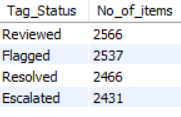 Tag_Status No_of_items
Reviewed 2566
Flagged 2537
Resolved 2466
Escalated 2431